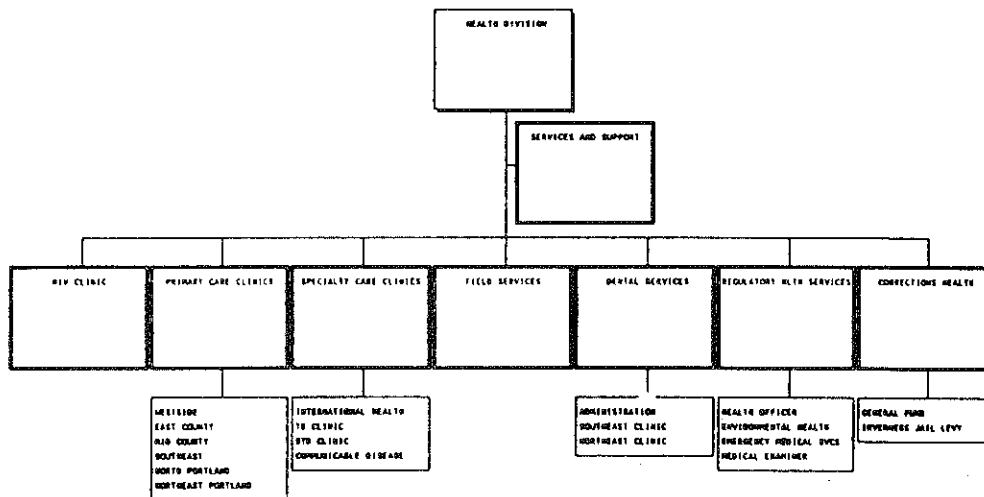 HEALTH DIVISION
SERVICES AND SUPPORT
HIV CLINIC
PRIMARY CARE CLINICS
SPECIALTY CARE CLINICS
FIELD SERVICES
DENTAL SERVICES
REGULATORY HLTH SERVICES
CORRECTIONS HEALTH
WESTSIDE
EAST COUNTY
MID COUNTY
SOUTHEAST
NORTH PORTLAND
NORTHEAST PORTLAND
INTERNATIONAL HEALTH
TB CLINIC
STD CLINIC
COMMUNICABLE DISEASE
ADMINISTRATION
SOUTHEAST CLINIC
NORTHEAST CLINIC
HEALTH OFFICER
ENVIRONMENTAL HEALTH
EMERGENCY MEDICAL SVCS
MEDICAL EXAMINER
GENERAL FUND
INVERNESS JAIL LEVY